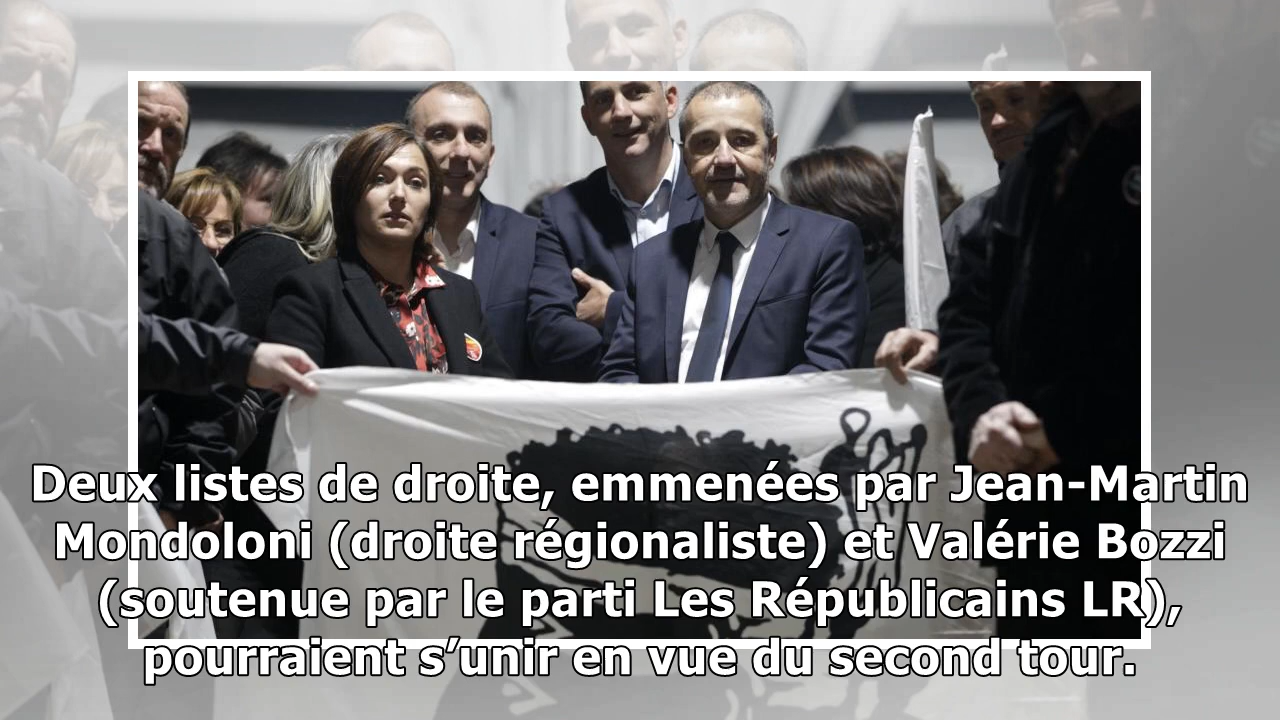 Deux listes de droite, emmenées par Jean-Martin
Mondoloni (droite régionaliste) et Valérie Bozzi
(soutenue par le parti Les Républicains LR),
pourraient s’unir en vue du second tour.